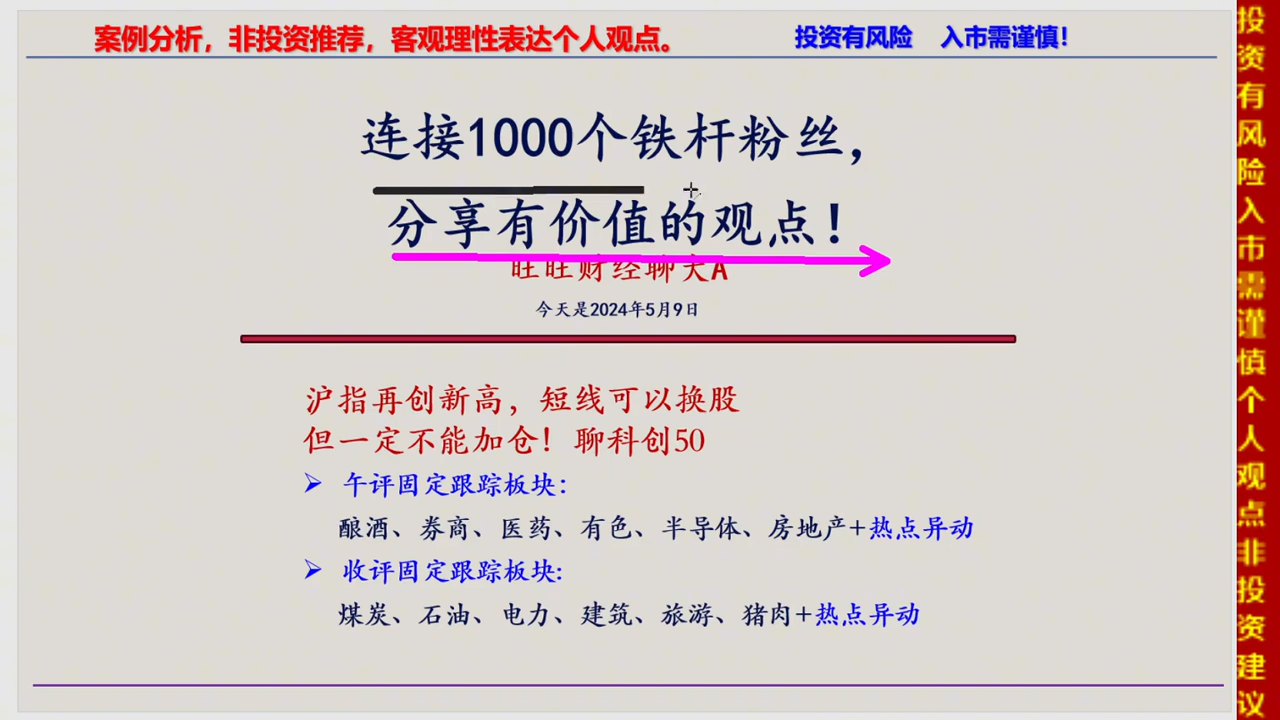 案例分析，非投资推荐，客观理性表达个人观点。
投资有风险 入市需谨慎！
连接1000个铁杆粉丝，
分享有价值的观点！
旺旺财经聊大A
今天是2024年5月9日
沪指再创新高，短线可以换股
但一定不能加仓！聊科创50
➢ 午评固定跟踪板块：
酿酒、券商、医药、有色、半导体、房地产+热点异动
➢ 收评固定跟踪板块：
煤炭、石油、电力、建筑、旅游、猪肉+热点异动
投资有风险入市需谨慎个人观点非投资建议